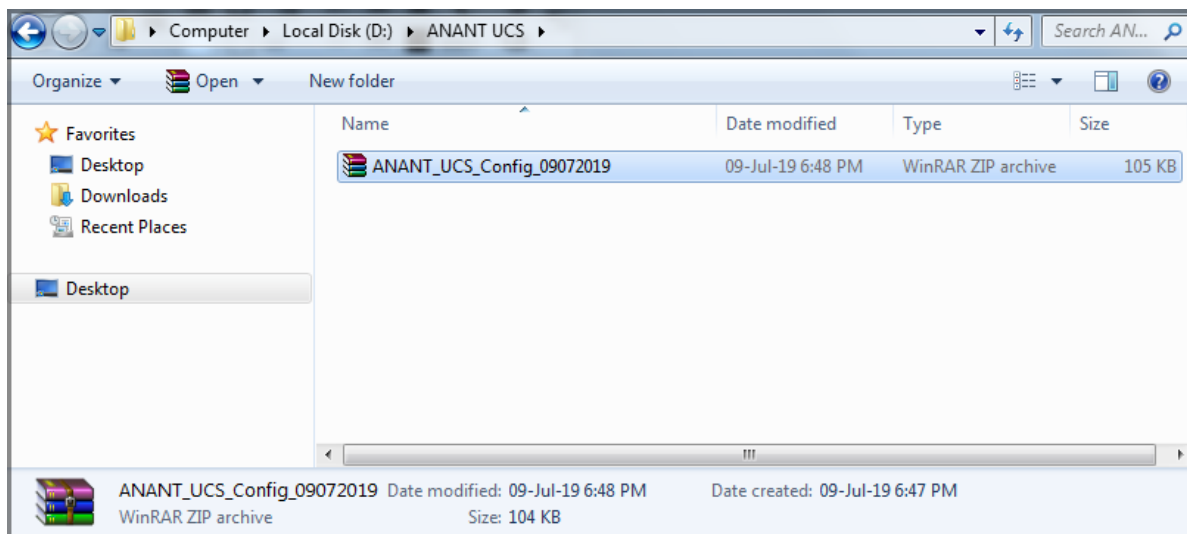 Computer Local Disk (D:) ANANT UCS Search AN...
Organize Open New folder
Favorites
Desktop
Downloads
Recent Places
Desktop
Name Date modified Type Size
ANANT_UCS_Config_09072019 09-Jul-19 6:48 PM WinRAR ZIP archive 105 KB
ANANT_UCS_Config_09072019 Date modified: 09-Jul-19 6:48 PM Date created: 09-Jul-19 6:47 PM
WinRAR ZIP archive Size: 104 KB